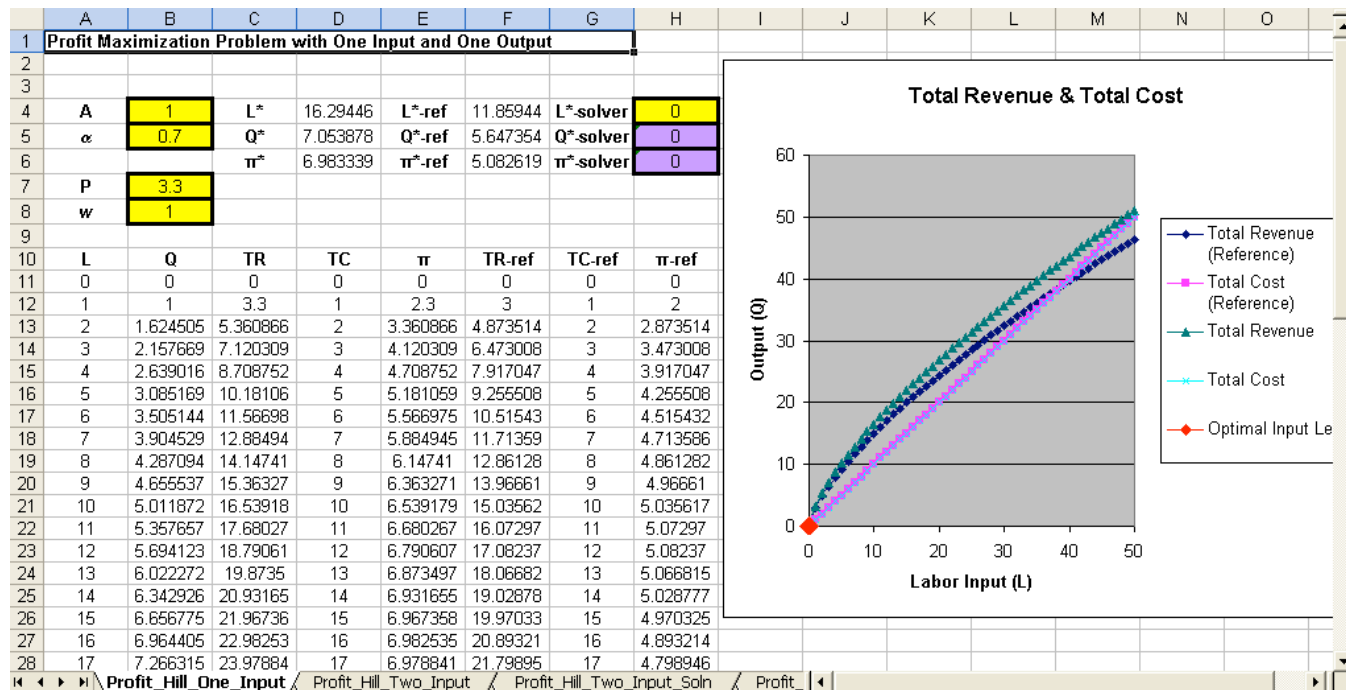 A B C D E F G H I J K L M N O
1 Profit Maximization Problem with One Input and One Output
2
3
4 A 1 L* 16.29446 L*-ref 11.85944 L*-solver 0
5 α 0.7 Q* 7.053878 Q*-ref 5.647354 Q*-solver 0
6 π* 6.983339 π*-ref 5.082619 π*-solver 0
7 P 3.3
8 w 1
9
10 L Q TR TC π TR-ref TC-ref π-ref
11 0 0 0 0 0 0 0 0
12 1 1 3.3 1 2.3 3 1 2
13 2 1.624505 5.360866 2 3.360866 4.873514 2 2.873514
14 3 2.157669 7.120309 3 4.120309 6.473008 3 3.473008
15 4 2.639016 8.708752 4 4.708752 7.917047 4 3.917047
16 5 3.085169 10.18106 5 5.181059 9.255508 5 4.255508
17 6 3.505144 11.56698 6 5.566975 10.51543 6 4.515432
18 7 3.904529 12.88494 7 5.884945 11.71359 7 4.713586
19 8 4.287094 14.14741 8 6.14741 12.86128 8 4.861282
20 9 4.655537 15.36327 9 6.363271 13.96661 9 4.96661
21 10 5.011872 16.53918 10 6.539179 15.03562 10 5.035617
22 11 5.357657 17.68027 11 6.680267 16.07297 11 5.07297
23 12 5.694123 18.79061 12 6.790607 17.08237 12 5.08237
24 13 6.022272 19.8735 13 6.873497 18.06682 13 5.066815
25 14 6.342926 20.93165 14 6.931655 19.02878 14 5.028777
26 15 6.656775 21.96736 15 6.967358 19.97033 15 4.970325
27 16 6.964405 22.98253 16 6.982535 20.89321 16 4.893214
28 17 7.266315 23.97884 17 6.978841 21.79895 17 4.798946
Total Revenue & Total Cost
Output (Q)
60
50
40
30
20
10
0
0 10 20 30 40 50
Labor Input (L)
Total Revenue
(Reference)
Total Cost
(Reference)
Total Revenue
Total Cost
Optimal Input Le
Profit_Hill_One_Input Profit_Hill_Two_Input Profit_Hill_Two_Input_Soln Profit_